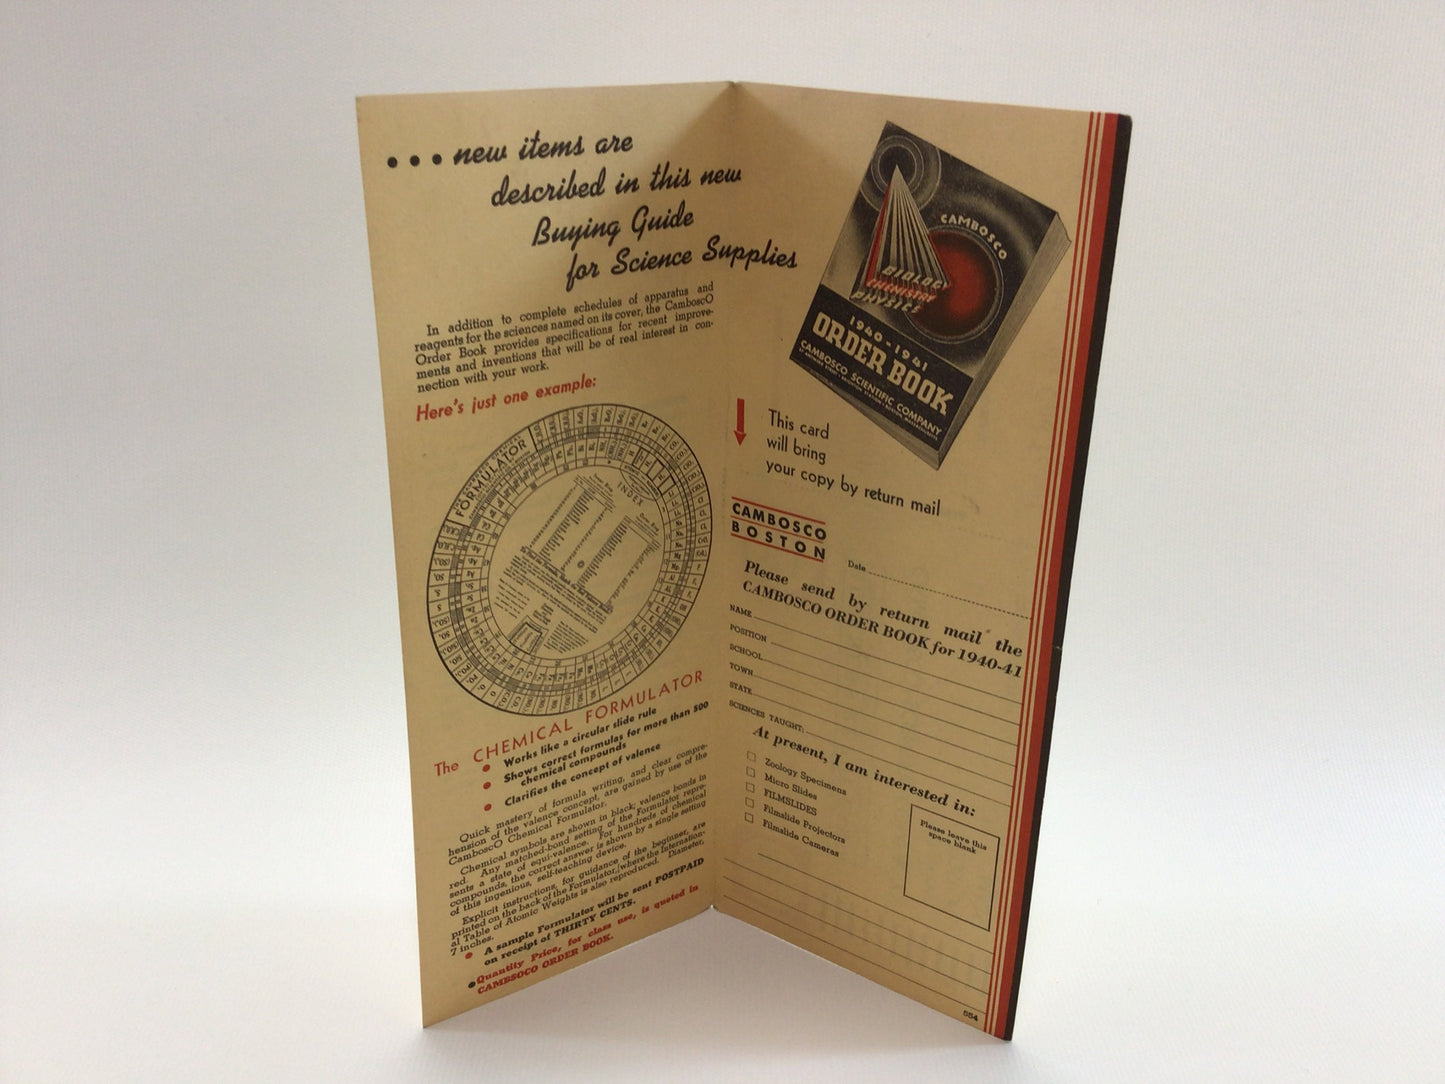 ...new items are
described in this new
Buying Guide
for Science Supplies
In addition to complete schedules of apparatus and
reagents for the sciences named on its cover, the CamboscO
Order Book provides specifications for recent improve-
ments and inventions that will be of real interest in con-
nection with your work.
Here's just one example:
FORMULATOR
INDEX
The CHEMICAL FORMULATOR
● Works like a circular slide rule
● Shows correct formulas for more than 500
chemical compounds
● Clarifies the concept of valence
Quick mastery of formula writing, and clear compre-
hension of the valence concept, are gained by use of the
CamboscO Chemical Formulator.
Chemical symbols are shown in black; valence bonds in
red. Any matched-bond setting of the Formulator repre-
sents a state of equi-valence. For hundreds of chemical
compounds, the correct answer is shown by a single setting
of this ingenious, self-teaching device.
Explicit instructions, for guidance of the beginner, are
printed on the back of the Formulator, where the Internation-
al Table of Atomic Weights is also reproduced. Diameter,
7 inches.
● A sample Formulator will be sent POSTPAID
on receipt of THIRTY CENTS.
● Quantity Price, for class use, is quoted in
CAMBSOCO ORDER BOOK.
CAMBOSCO
BIOLOGY
CHEMISTRY
PHYSICS
1940-1941
ORDER BOOK
CAMBOSCO SCIENTIFIC COMPANY
This card
will bring
your copy by return mail
CAMBOSCO
BOSTON
Date
Please send by return mail the
CAMBOSCO ORDER BOOK for 1940-41
NAME
POSITION
SCHOOL
TOWN
STATE
SCIENCES TAUGHT:
At present, I am interested in:
□ Zoology Specimens
□ Micro Slides
□ FILMSLIDES
□ Filmslide Projectors
□ Filmslide Cameras
Please leave this
space blank
554